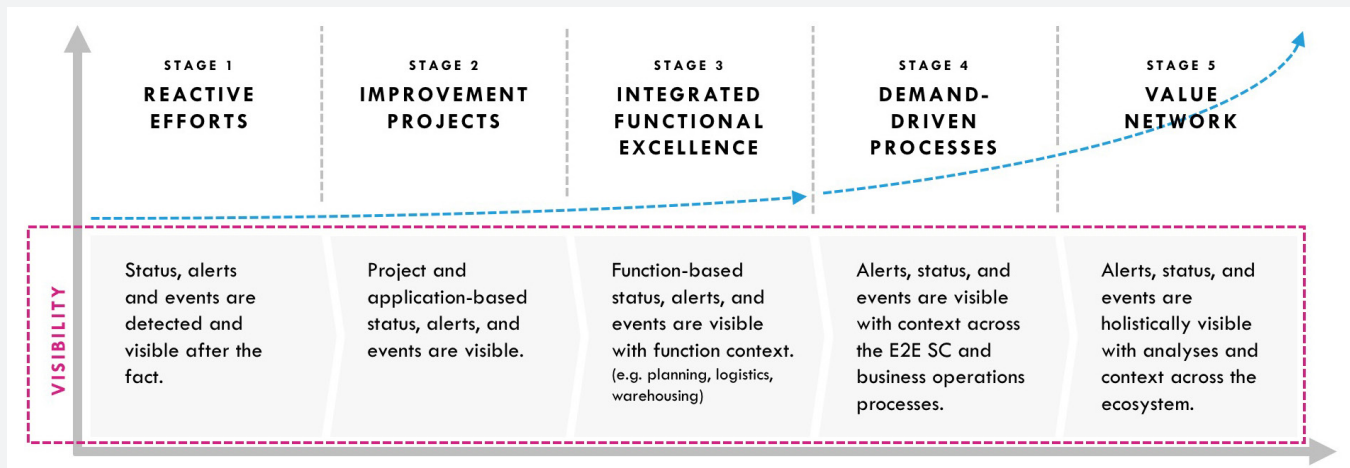 STAGE 1
REACTIVE
EFFORTS
STAGE 2
IMPROVEMENT
PROJECTS
STAGE 3
INTEGRATED
FUNCTIONAL
EXCELLENCE
STAGE 4
DEMAND-
DRIVEN
PROCESSES
STAGE 5
VALUE
NETWORK
VISIBILITY
Status, alerts
and events are
detected and
visible after the
fact.
Project and
application-based
status, alerts, and
events are visible.
Function-based
status, alerts, and
events are visible
with function context.
(e.g. planning, logistics,
warehousing)
Alerts, status, and
events are visible
with context across
the E2E SC and
business operations
processes.
Alerts, status, and
events are
holistically visible
with analyses and
context across the
ecosystem.